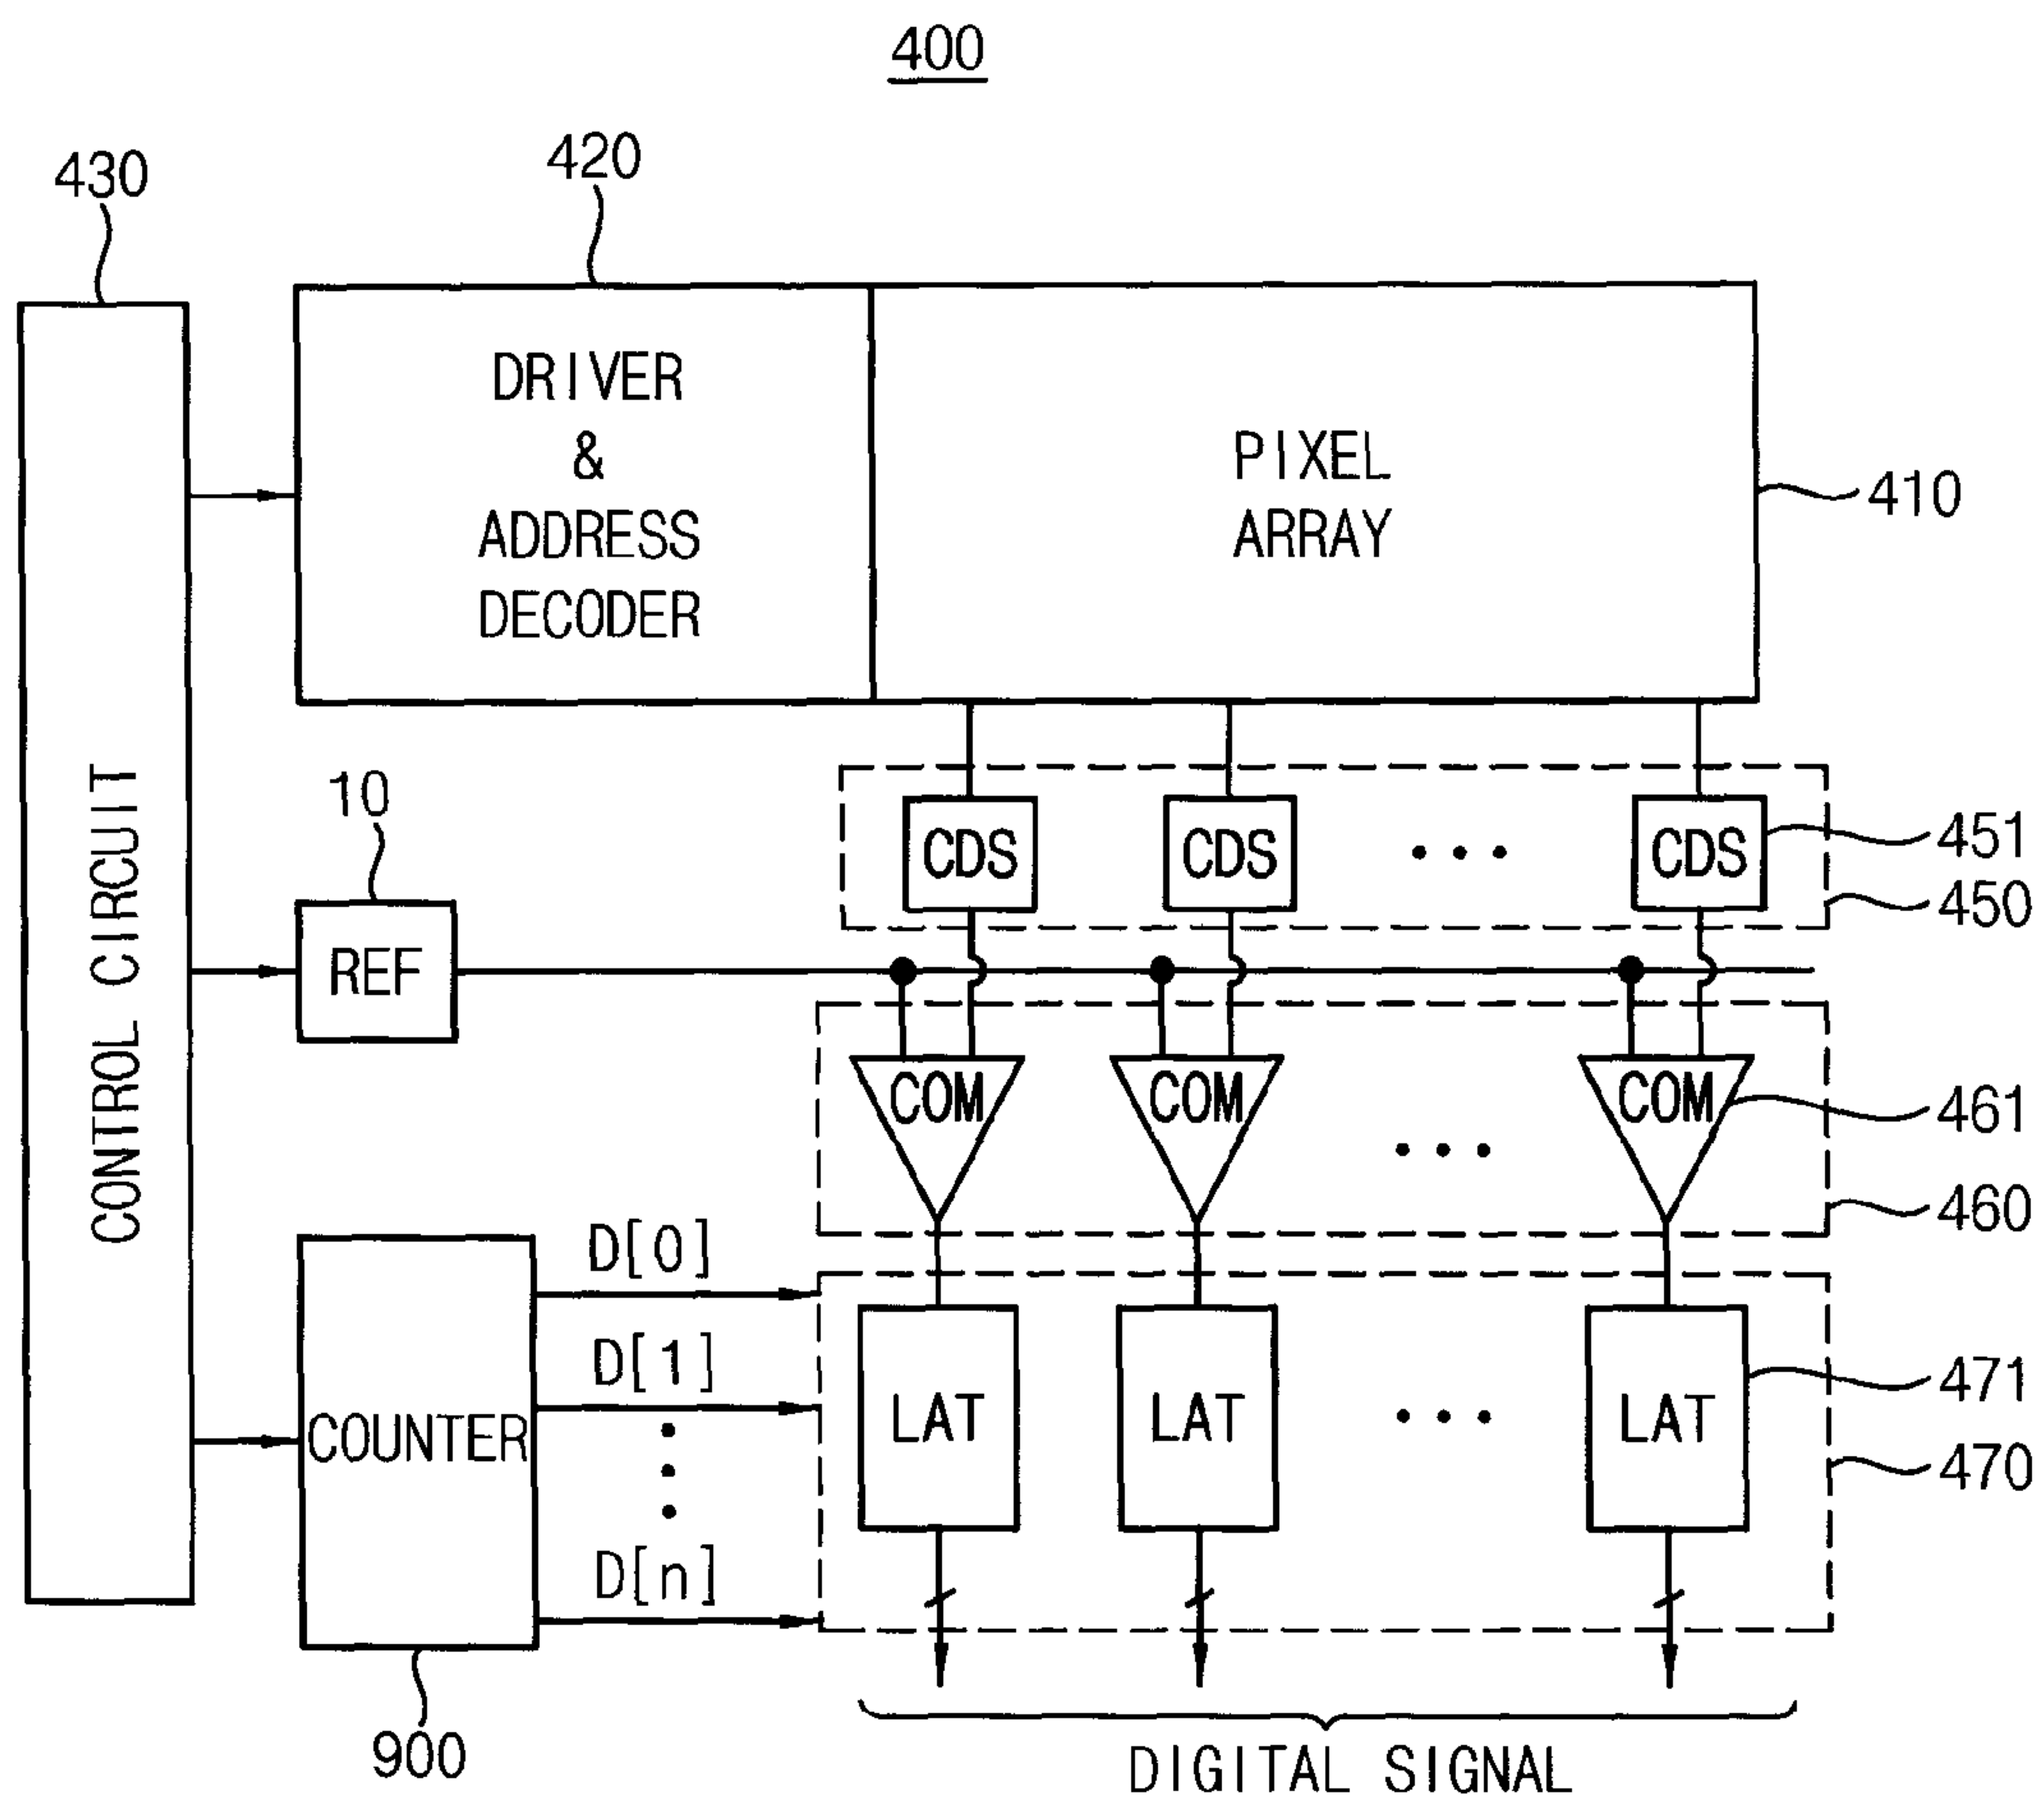 400
430
420
DRIVER
&
ADDRESS
DECODER
PIXEL
ARRAY
410
CONTROL CIRCUIT
10
REF
CDS
CDS
...
CDS
451
450
COM
COM
...
COM
461
460
COUNTER
D[0]
D[1]
...
D[n]
LAT
LAT
...
LAT
471
470
900
DIGITAL SIGNAL